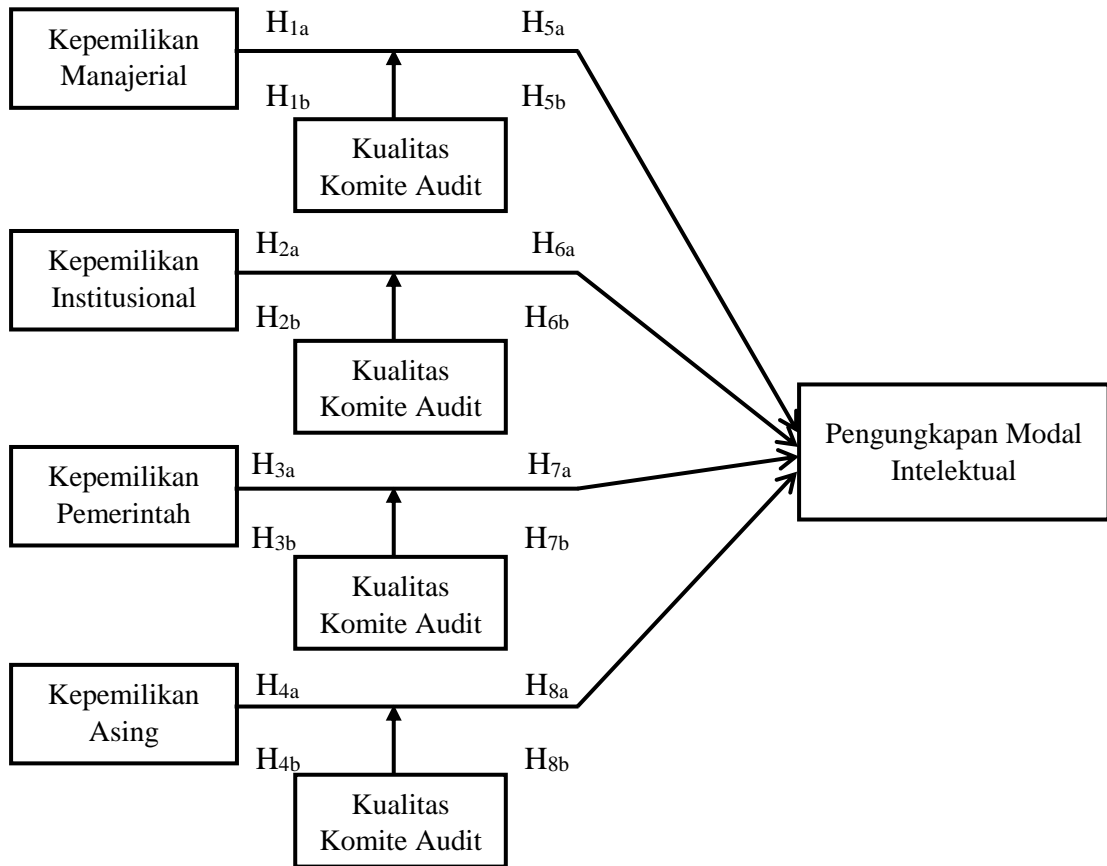 H1a H5a
Kepemilikan
Manajerial
H1b H5b
Kualitas
Komite Audit
H2a H6a
Kepemilikan
Institusional
H2b H6b
Kualitas
Komite Audit
Pengungkapan Modal
Intelektual
H3a H7a
Kepemilikan
Pemerintah
H3b H7b
Kualitas
Komite Audit
H4a H8a
Kepemilikan
Asing
H4b H8b
Kualitas
Komite Audit